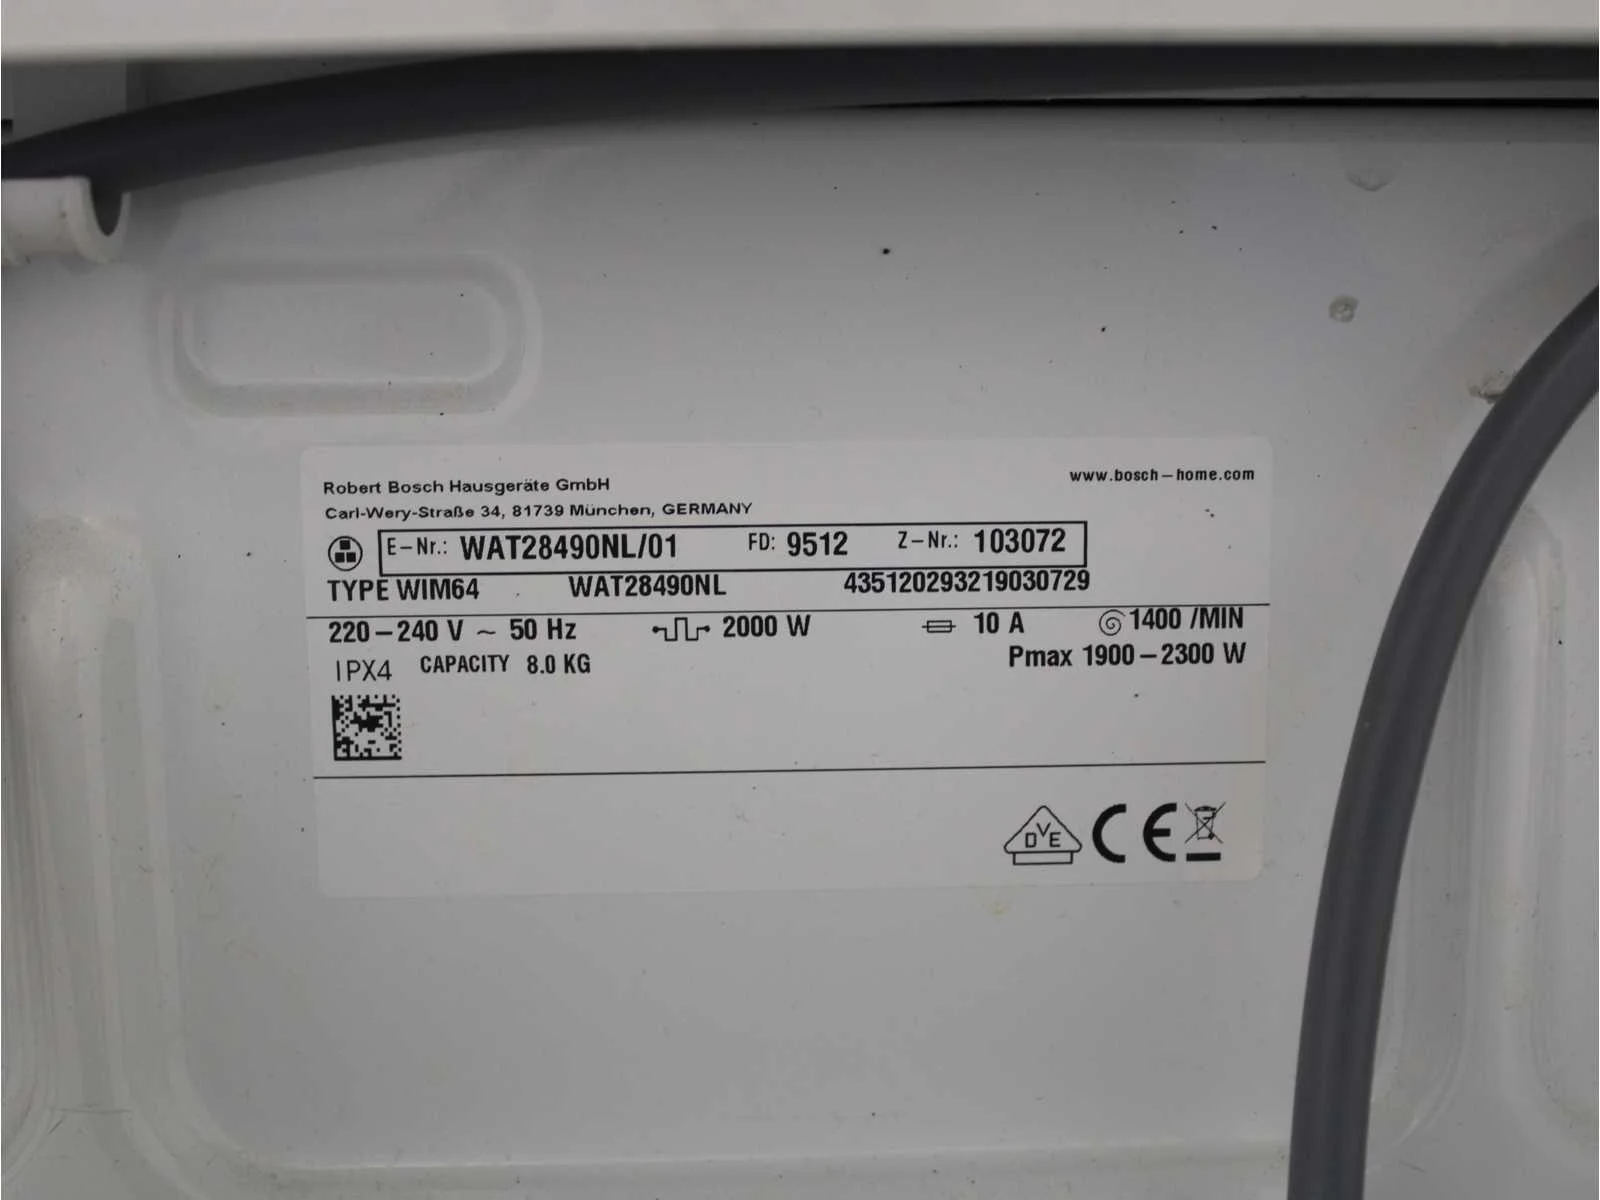 Robert Bosch Hausgeräte GmbH www.bosch-home.com
Carl-Wery-Straße 34, 81739 München, GERMANY
E-Nr.: WAT28490NL/01 FD: 9512 Z-Nr.: 103072
TYPE WIM64 WAT28490NL 435120293219030729
220-240 V ~ 50 Hz 2000 W 10 A 1400 /MIN
IPX4 CAPACITY 8.0 KG Pmax 1900-2300 W
DVE CE